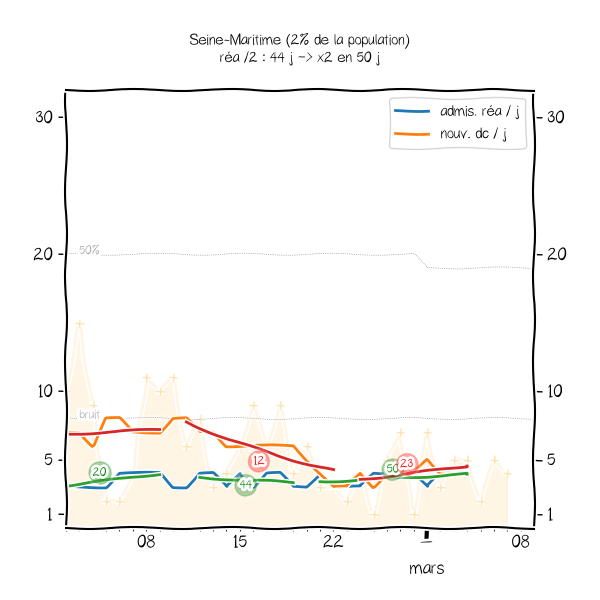 Seine-Maritime (2% de la population)
réa /2 : 44 j -> x2 en 50 j
admis. réa / j
nouv. dc / j
30 30
50%
20 20
10 10
bruit
5 5
20 12 44 50 23
1 1
08 15 22 1 08
mars